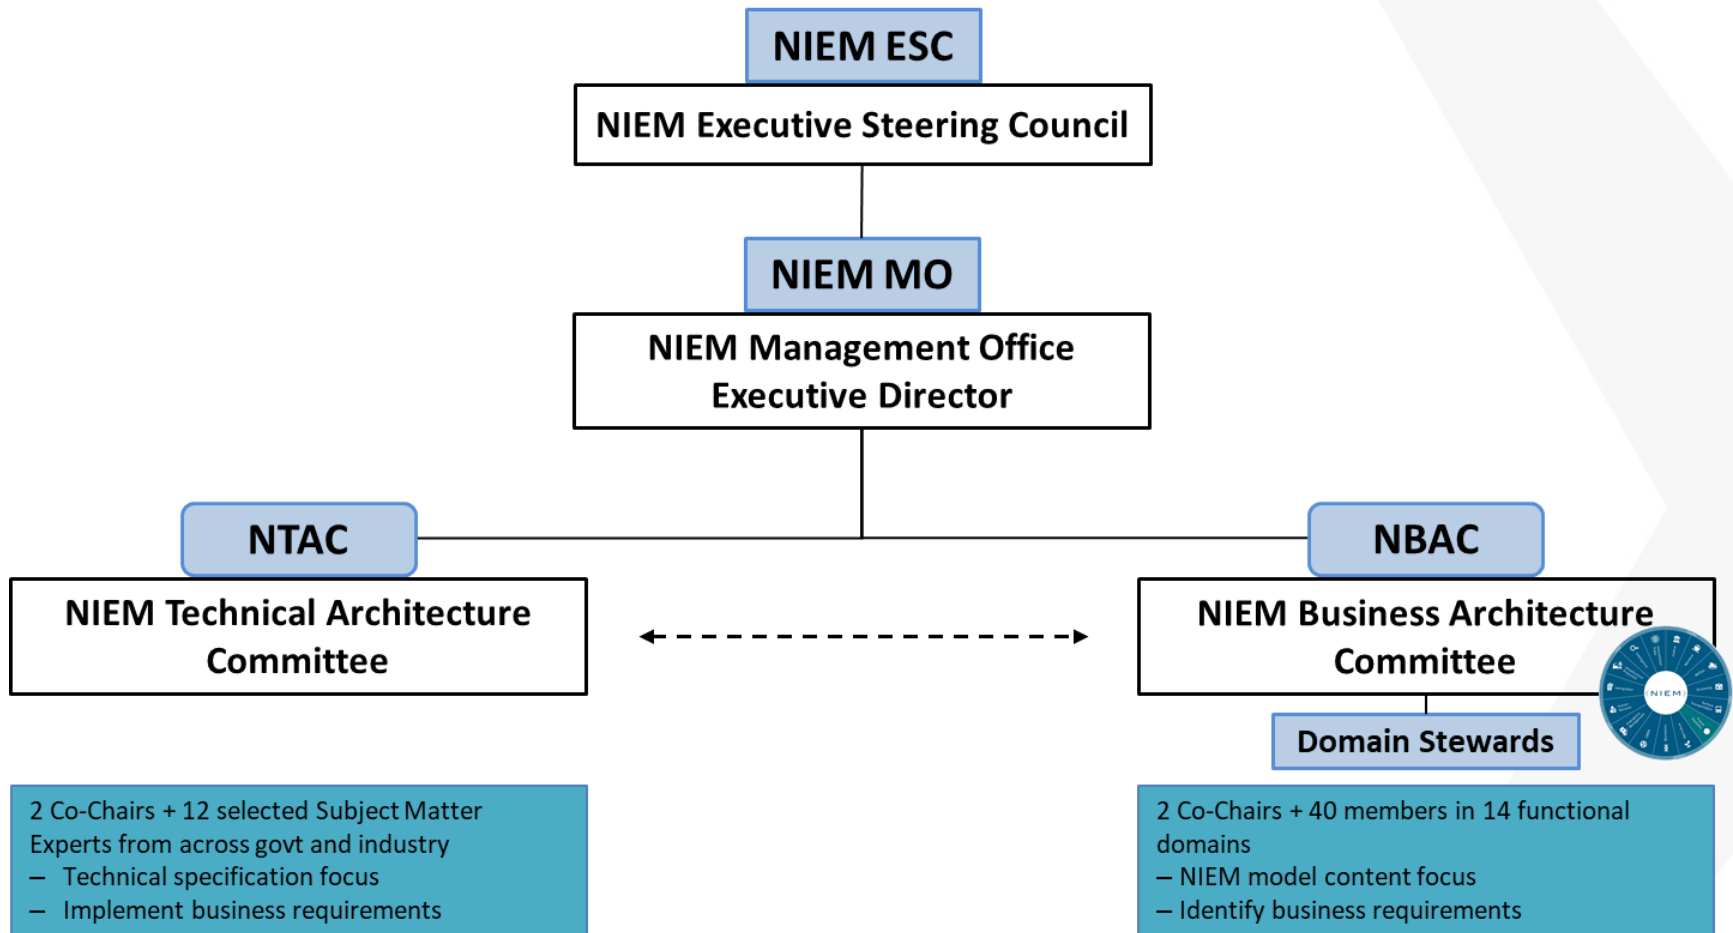 NIEM ESC
NIEM Executive Steering Council
NIEM MO
NIEM Management Office
Executive Director
NTAC
NIEM Technical Architecture
Committee
NBAC
NIEM Business Architecture
Committee
NIEM
Domain Stewards
2 Co-Chairs + 12 selected Subject Matter
Experts from across govt and industry
– Technical specification focus
– Implement business requirements
2 Co-Chairs + 40 members in 14 functional
domains
– NIEM model content focus
– Identify business requirements